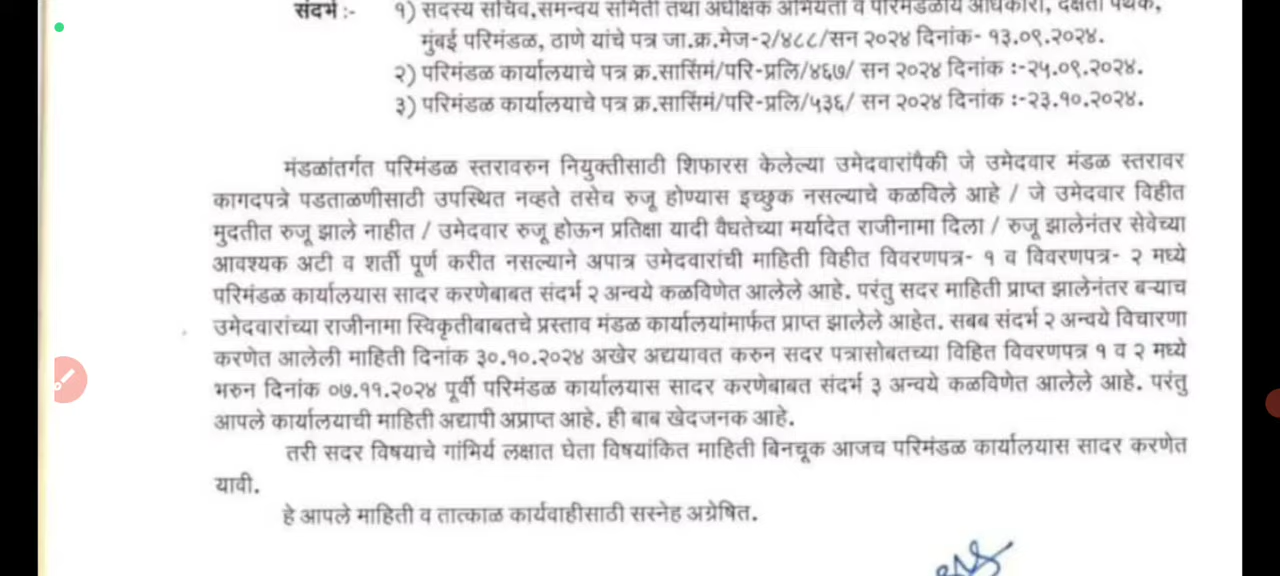 संदर्भ :- १) सदस्य सचिव,समन्वय समिती तथा अधीक्षक अभियंता व परिमंडळीय अधिकारी, दक्षता पथक,
मुंबई परिमंडळ, ठाणे यांचे पत्र जा.क्र.मेज-२/४८८/सन २०२४ दिनांक- १३.०९.२०२४.
२) परिमंडळ कार्यालयाचे पत्र क्र.सासिंमं/परि-प्रलि/४६७/ सन २०२४ दिनांक :-२५.०९.२०२४.
३) परिमंडळ कार्यालयाचे पत्र क्र.सासिंमं/परि-प्रलि/५३६/ सन २०२४ दिनांक :-२३.१०.२०२४.
मंडळांतर्गत परिमंडळ स्तरावरुन नियुक्तीसाठी शिफारस केलेल्या उमेदवारांपैकी जे उमेदवार मंडळ स्तरावर
कागदपत्रे पडताळणीसाठी उपस्थित नव्हते तसेच रुजू होण्यास इच्छुक नसल्याचे कळविले आहे / जे उमेदवार विहीत
मुदतीत रुजू झाले नाहीत / उमेदवार रुजू होऊन प्रतिक्षा यादी वैधतेच्या मर्यादेत राजीनामा दिला / रुजू झालेनंतर सेवेच्या
आवश्यक अटी व शर्ती पूर्ण करीत नसल्याने अपात्र उमेदवारांची माहिती विहीत विवरणपत्र- १ व विवरणपत्र- २ मध्ये
परिमंडळ कार्यालयास सादर करणेबाबत संदर्भ २ अन्वये कळविणेत आलेले आहे. परंतु सदर माहिती प्राप्त झालेनंतर बऱ्याच
उमेदवारांच्या राजीनामा स्विकृतीबाबतचे प्रस्ताव मंडळ कार्यालयांमार्फत प्राप्त झालेले आहेत. सबब संदर्भ २ अन्वये विचारणा
करणेत आलेली माहिती दिनांक ३०.१०.२०२४ अखेर अद्ययावत करुन सदर पत्रासोबतच्या विहित विवरणपत्र १ व २ मध्ये
भरुन दिनांक ०७.११.२०२४ पूर्वी परिमंडळ कार्यालयास सादर करणेबाबत संदर्भ ३ अन्वये कळविणेत आलेले आहे. परंतु
आपले कार्यालयाची माहिती अद्यापी अप्राप्त आहे. ही बाब खेदजनक आहे.
तरी सदर विषयाचे गांभिर्य लक्षात घेता विषयांकित माहिती बिनचूक आजच परिमंडळ कार्यालयास सादर करणेत
यावी.
हे आपले माहिती व तात्काळ कार्यवाहीसाठी सस्नेह अग्रेषित.